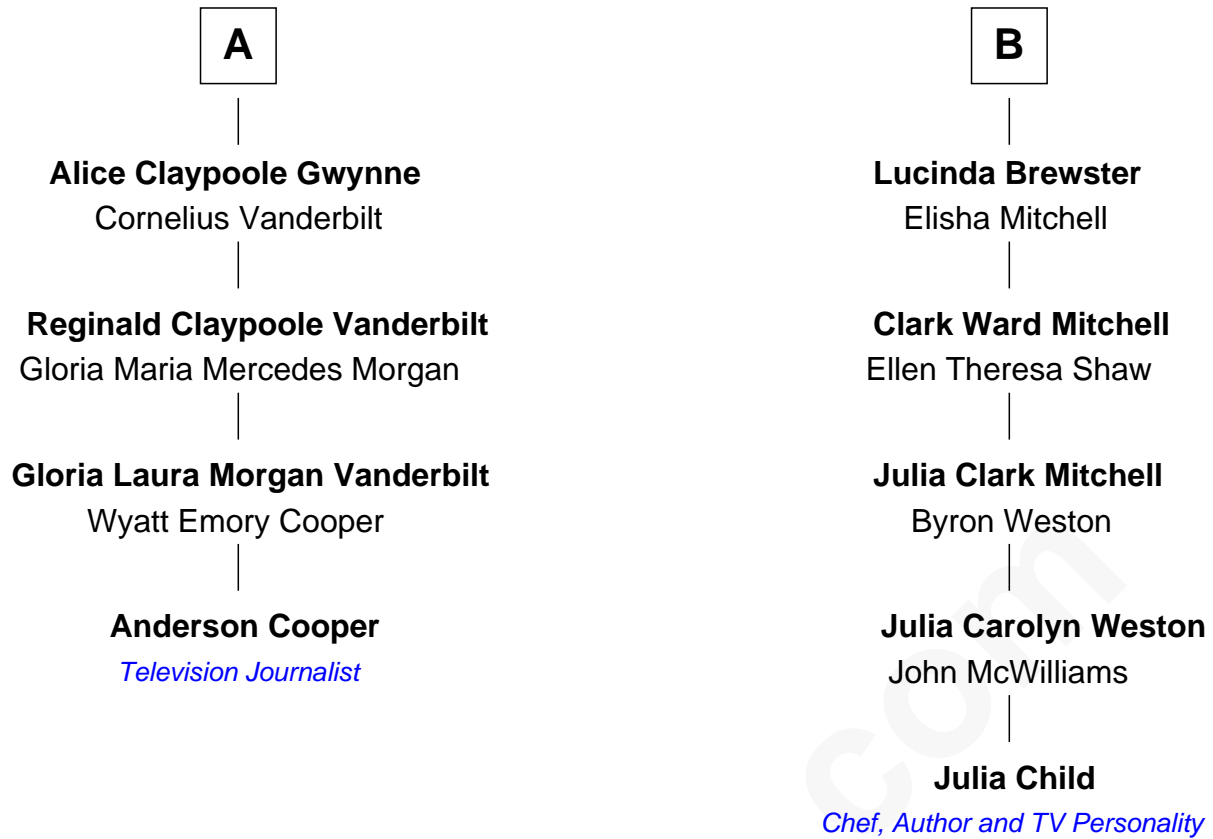 A
Alice Claypoole Gwynne
Cornelius Vanderbilt
Reginald Claypoole Vanderbilt
Gloria Maria Mercedes Morgan
Gloria Laura Morgan Vanderbilt
Wyatt Emory Cooper
Anderson Cooper
Television Journalist
B
Lucinda Brewster
Elisha Mitchell
Clark Ward Mitchell
Ellen Theresa Shaw
Julia Clark Mitchell
Byron Weston
Julia Carolyn Weston
John McWilliams
Julia Child
Chef, Author and TV Personality
com